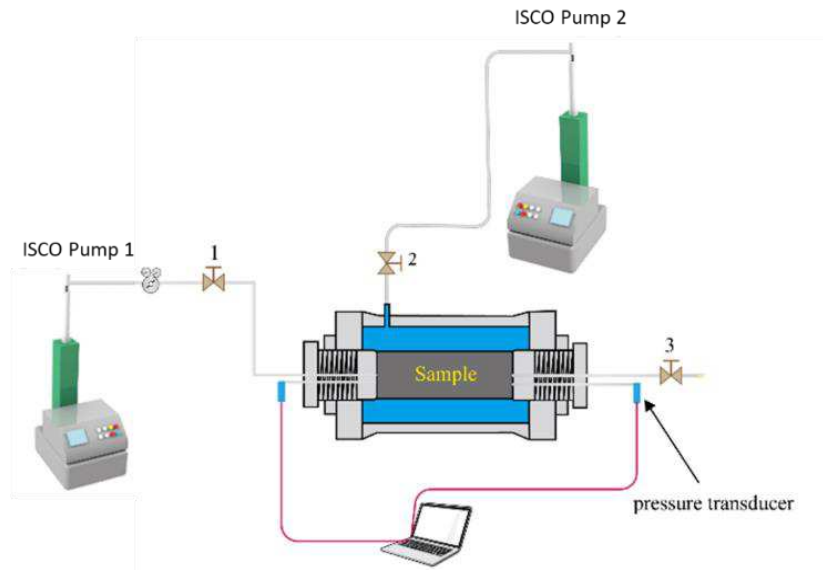 ISCO Pump 2
ISCO Pump 1
1
2
3
Sample
pressure transducer